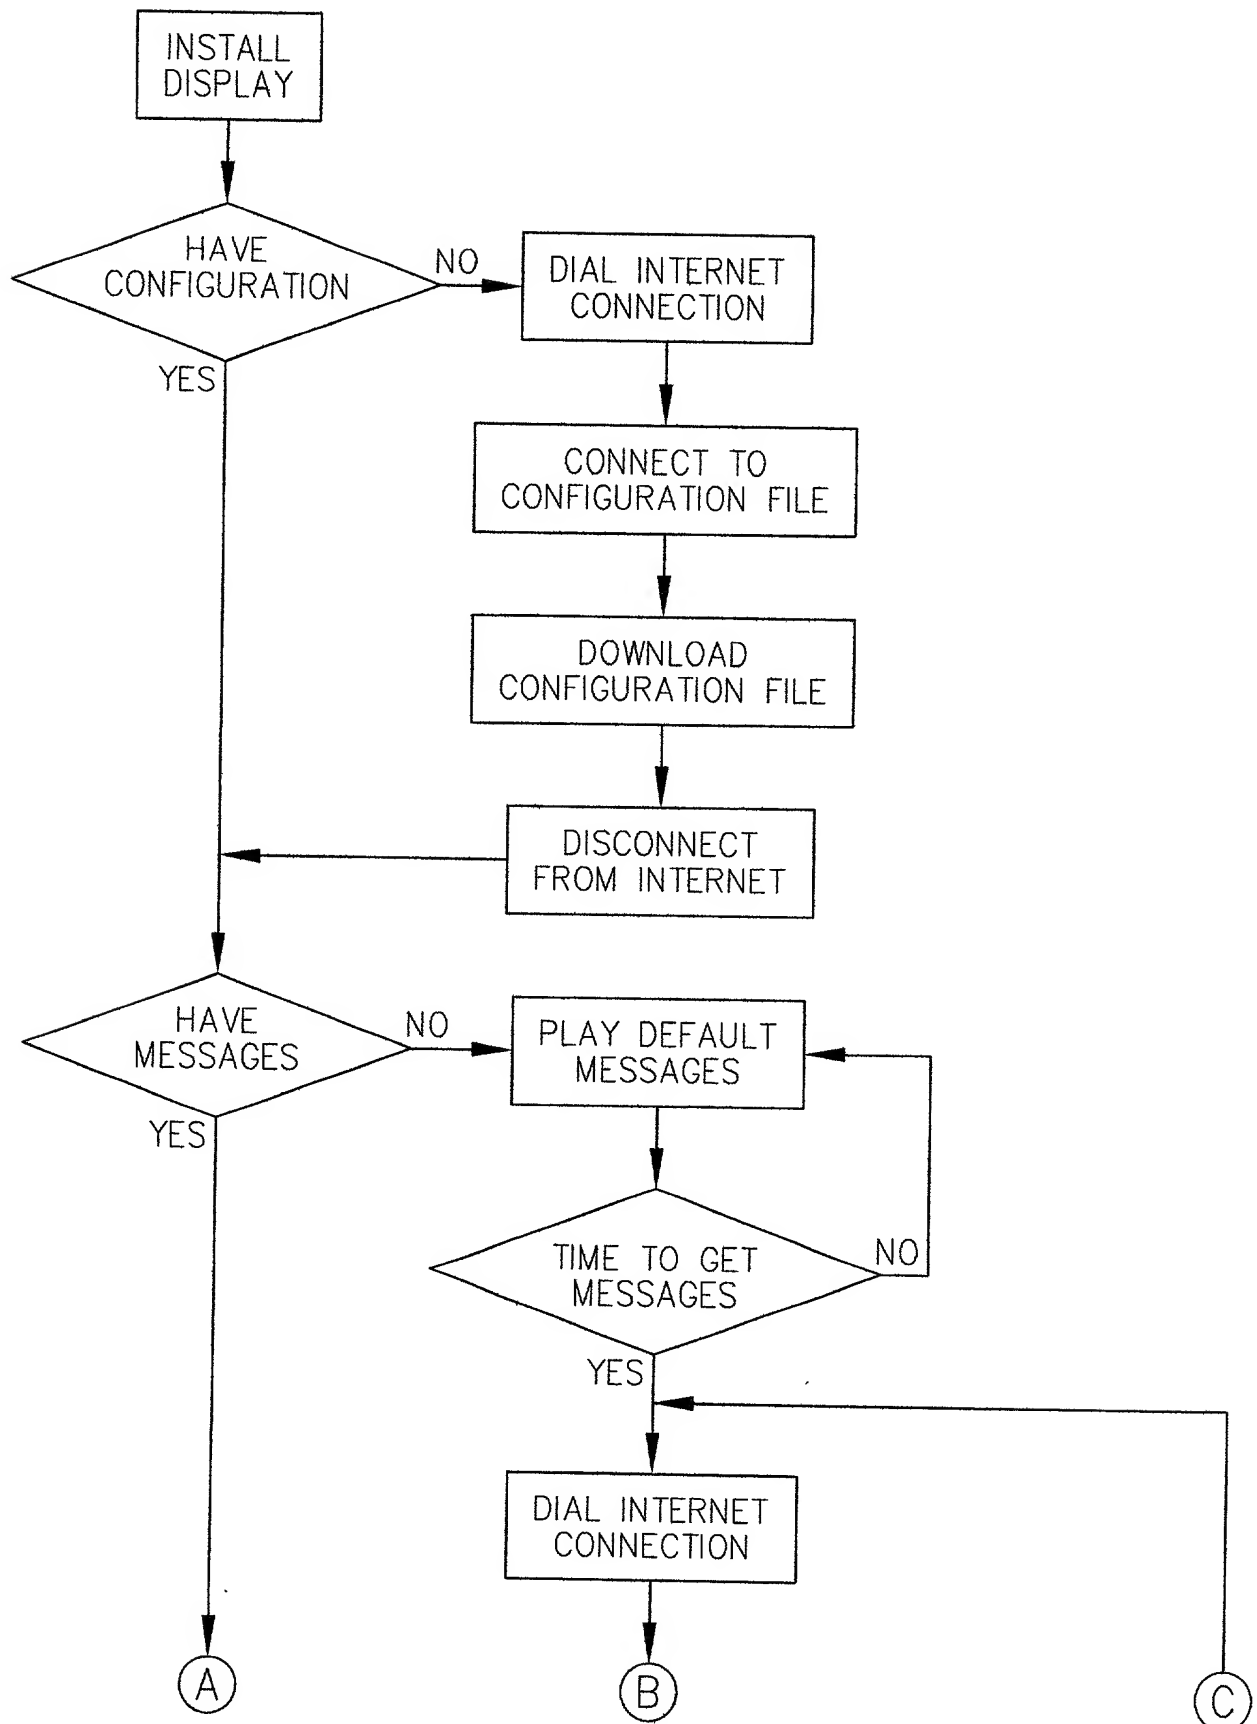 INSTALL
DISPLAY
HAVE
CONFIGURATION
NO
DIAL INTERNET
CONNECTION
YES
CONNECT TO
CONFIGURATION FILE
DOWNLOAD
CONFIGURATION FILE
DISCONNECT
FROM INTERNET
HAVE
MESSAGES
NO
PLAY DEFAULT
MESSAGES
YES
TIME TO GET
MESSAGES
NO
YES
DIAL INTERNET
CONNECTION
A
B
C